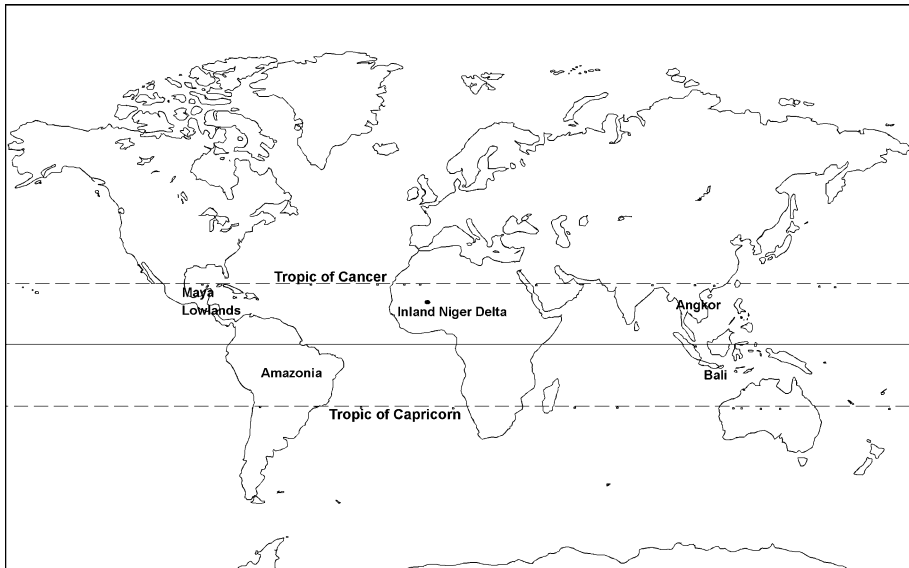 Tropic of Cancer
Maya
Lowlands
Inland Niger Delta
Angkor
Amazonia
Bali
Tropic of Capricorn